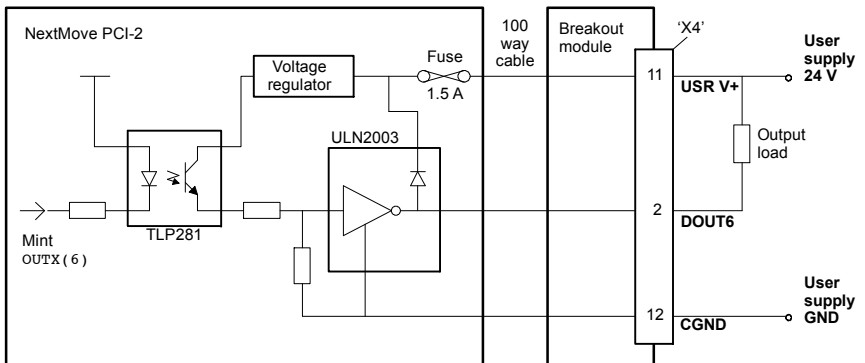 NextMove PCI-2
Voltage
regulator
Fuse
1.5 A
100
way
cable
Breakout
module
‘X4’
User
supply
24 V
11
USR V+
Output
load
ULN2003
TLP281
Mint
OUTX(6)
2
DOUT6
12
CGND
User
supply
GND